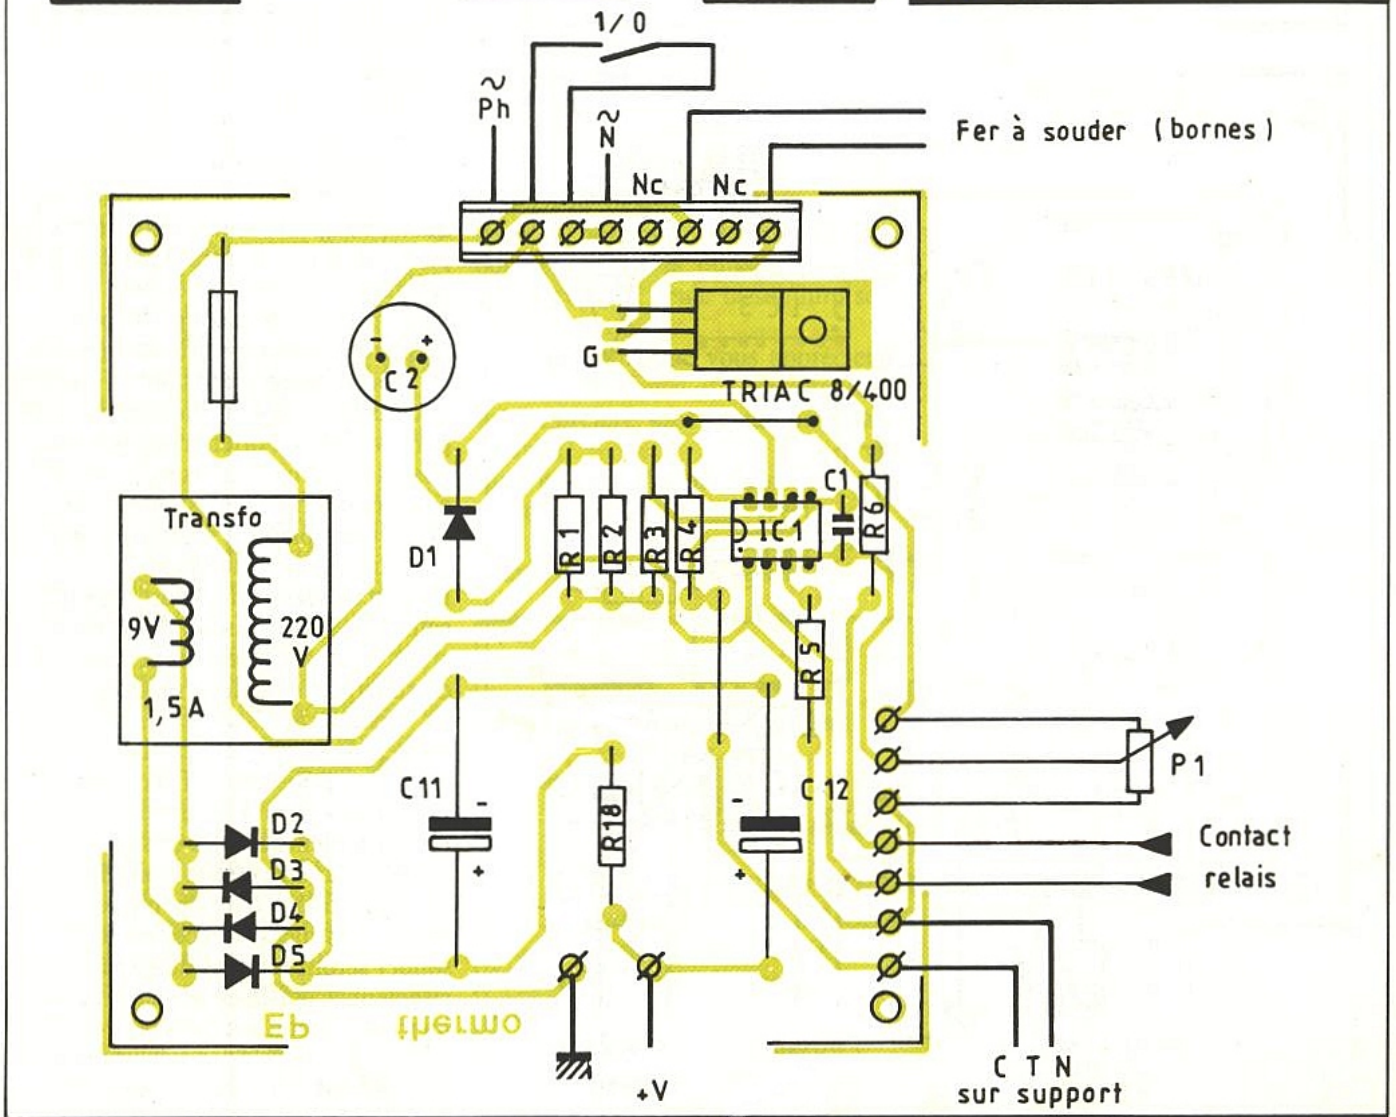 1/0
~
Ph
~
N
Nc
Nc
Fer à souder (bornes)
G
TRIAC 8/400
-
+
C2
Transfo
9V
220
V
1,5A
D1
R1
R2
R3
R4
IC1
C1
R6
R5
P1
C11
-
+
R18
-
C12
+
Contact
relais
D2
D3
D4
D5
EP thermo
+V
CTN
sur support